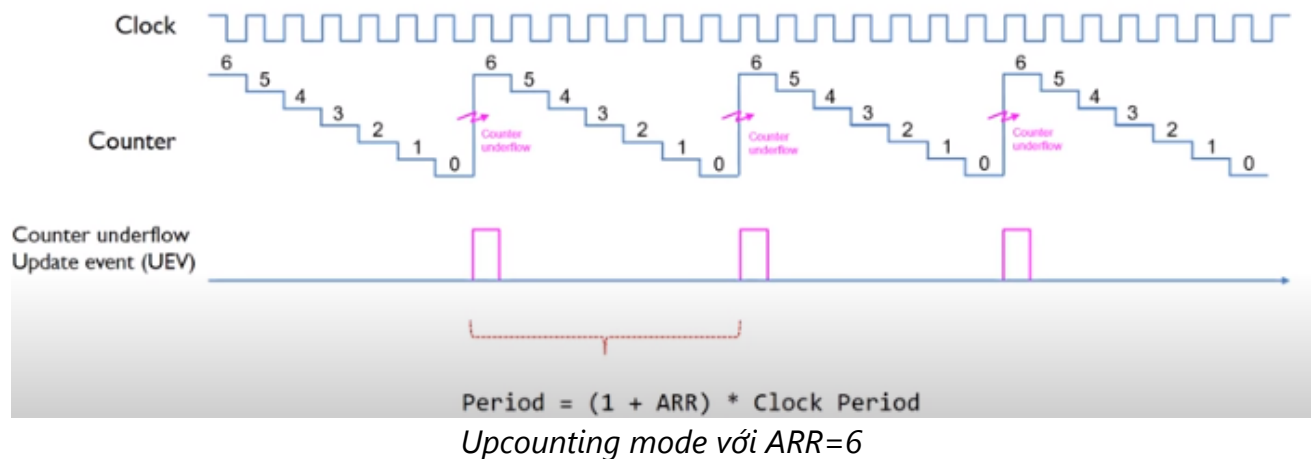 Clock
6 5 4 3 2 1 0 6 5 4 3 2 1 0 6 5 4 3 2 1 0 6 5 4 3 2 1 0
Counter
Counter underflow
Counter underflow
Counter underflow
Counter underflow
Update event (UEV)
Period = (1 + ARR) * Clock Period
Upcounting mode với ARR=6